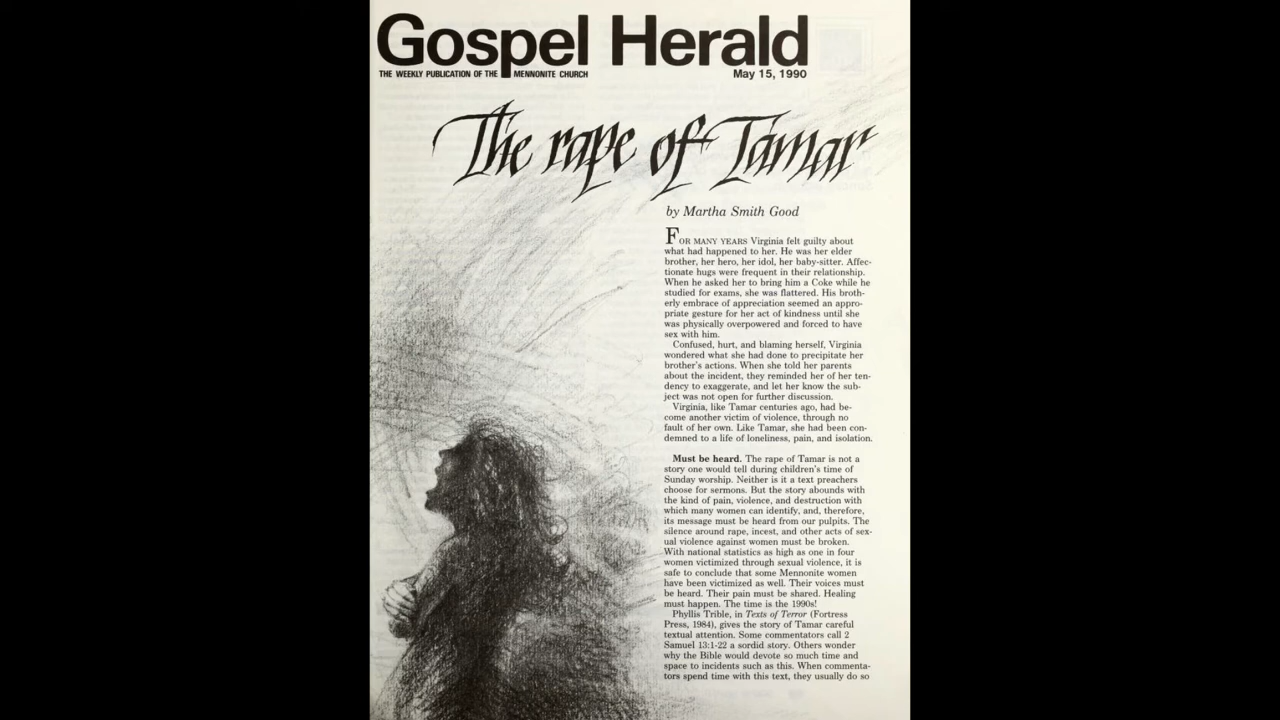 Gospel Herald
THE WEEKLY PUBLICATION OF THE MENNONITE CHURCH
May 15, 1990
The rape of Tamar
by Martha Smith Good
FOR MANY YEARS Virginia felt guilty about
what had happened to her. He was her elder
brother, her hero, her idol, her baby-sitter. Affec-
tionate hugs were frequent in their relationship.
When he asked her to bring him a Coke while he
studied for exams, she was flattered. His broth-
erly embrace of appreciation seemed an appro-
priate gesture for her act of kindness until she
was physically overpowered and forced to have
sex with him.
Confused, hurt, and blaming herself, Virginia
wondered what she had done to precipitate her
brother's actions. When she told her parents
about the incident, they reminded her of her ten-
dency to exaggerate, and let her know the sub-
ject was not open for further discussion.
Virginia, like Tamar centuries ago, had be-
come another victim of violence, through no
fault of her own. Like Tamar, she had been con-
demned to a life of loneliness, pain, and isolation.
Must be heard. The rape of Tamar is not a
story one would tell during children's time of
Sunday worship. Neither is it a text preachers
choose for sermons. But the story abounds with
the kind of pain, violence, and destruction with
which many women can identify, and, therefore,
its message must be heard from our pulpits. The
silence around rape, incest, and other acts of sex-
ual violence against women must be broken.
With national statistics as high as one in four
women victimized through sexual violence, it is
safe to conclude that some Mennonite women
have been victimized as well. Their voices must
be heard. Their pain must be shared. Healing
must happen. The time is the 1990s!
Phyllis Trible, in Texts of Terror (Fortress
Press, 1984), gives the story of Tamar careful
textual attention. Some commentators call 2
Samuel 13:1-22 a sordid story. Others wonder
why the Bible would devote so much time and
space to incidents such as this. When commenta-
tors spend time with this text, they usually do so